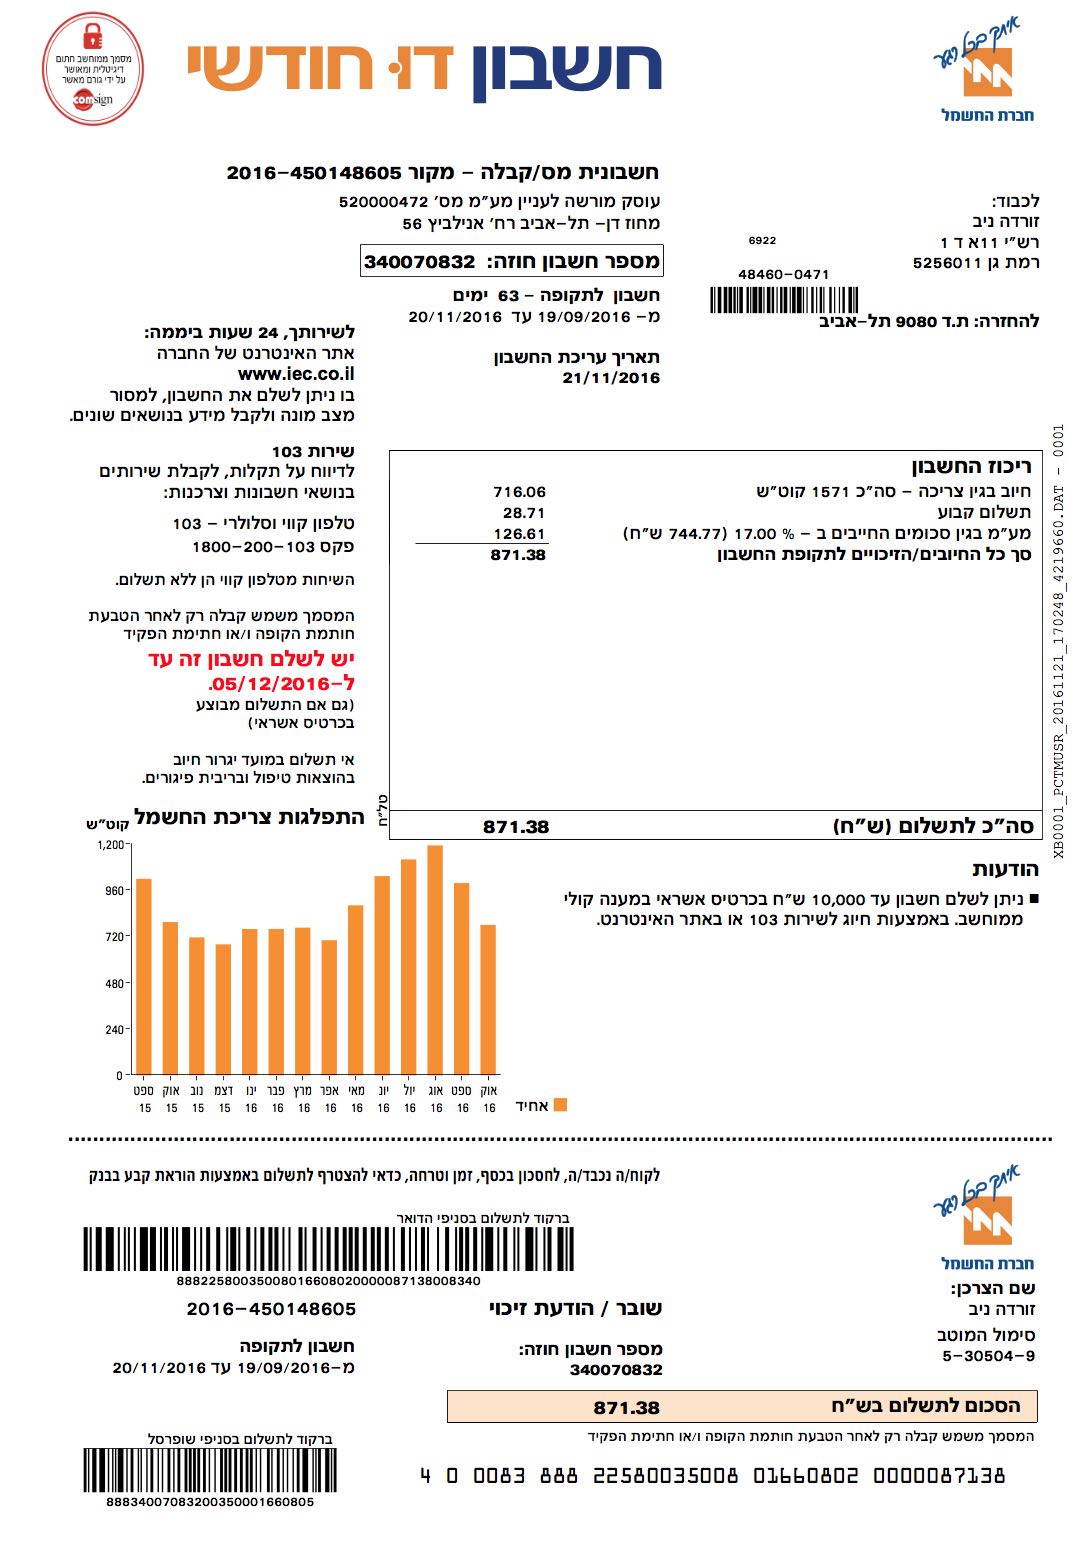 איתך בכל רגע
חברת החשמל
חשבון דו·חודשי
מסמך ממוחשב חתום
דיגיטלית ומאושר
על ידי גורם מאשר
comsign
חשבונית מס/קבלה - מקור 2016-450148605
עוסק מורשה לעניין מע"מ מס' 520000472
מחוז דן- תל-אביב רח' אנילביץ 56
מספר חשבון חוזה: 340070832
חשבון לתקופה - 63 ימים
מ- 19/09/2016 עד 20/11/2016
תאריך עריכת החשבון
21/11/2016
לכבוד:
זורדה ניב
רש"י 11א ד 1
רמת גן 5256011
6922
48460-0471
להחזרה: ת.ד 9080 תל-אביב
לשירותך, 24 שעות ביממה:
אתר האינטרנט של החברה
www.iec.co.il
בו ניתן לשלם את החשבון, למסור
מצב מונה ולקבל מידע בנושאים שונים.
שירות 103
לדיווח על תקלות, לקבלת שירותים
בנושאי חשבונות וצרכנות:
טלפון קווי וסלולרי - 103
פקס 1800-200-103
השיחות מטלפון קווי הן ללא תשלום.
המסמך משמש קבלה רק לאחר הטבעת
חותמת הקופה ו/או חתימת הפקיד
יש לשלם חשבון זה עד
ל-05/12/2016.
(גם אם התשלום מבוצע
בכרטיס אשראי)
אי תשלום במועד יגרור חיוב
בהוצאות טיפול ובריבית פיגורים.
ריכוז החשבון
חיוב בגין צריכה - סה"כ 1571 קוט"ש 716.06
תשלום קבוע 28.71
מע"מ בגין סכומים החייבים ב - % 17.00 (744.77 ש"ח) 126.61
סך כל החיובים/הזיכויים לתקופת החשבון 871.38
סה"כ לתשלום (ש"ח) 871.38
טל"ח
XB0001_PCTMUSR_20161121_170248_4219660.DAT - 0001
הודעות
■ ניתן לשלם חשבון עד 10,000 ש"ח בכרטיס אשראי במענה קולי
ממוחשב. באמצעות חיוג לשירות 103 או באתר האינטרנט.
התפלגות צריכת החשמל
קוט"ש
1,200
960
720
480
240
0
ספט אוק נוב דצמ ינו פבר מרץ אפר מאי יונ יול אוג ספט אוק
15 15 15 15 16 16 16 16 16 16 16 16 16 16
אחיד
לקוח/ה נכבד/ה, לחסכון בכסף, זמן וטרחה, כדאי להצטרף לתשלום באמצעות הוראת קבע בבנק
איתך בכל רגע
חברת החשמל
ברקוד לתשלום בסניפי הדואר
88822580035008016608020000087138008340
שם הצרכן:
זורדה ניב
סימול המוטב
5-30504-9
שובר / הודעת זיכוי
2016-450148605
מספר חשבון חוזה:
340070832
חשבון לתקופה
מ-19/09/2016 עד 20/11/2016
הסכום לתשלום בש"ח 871.38
המסמך משמש קבלה רק לאחר הטבעת חותמת הקופה ו/או חתימת הפקיד
ברקוד לתשלום בסניפי שופרסל
88834007083200350001660805
4 0 0083 888 22580035008 01660802 0000087138